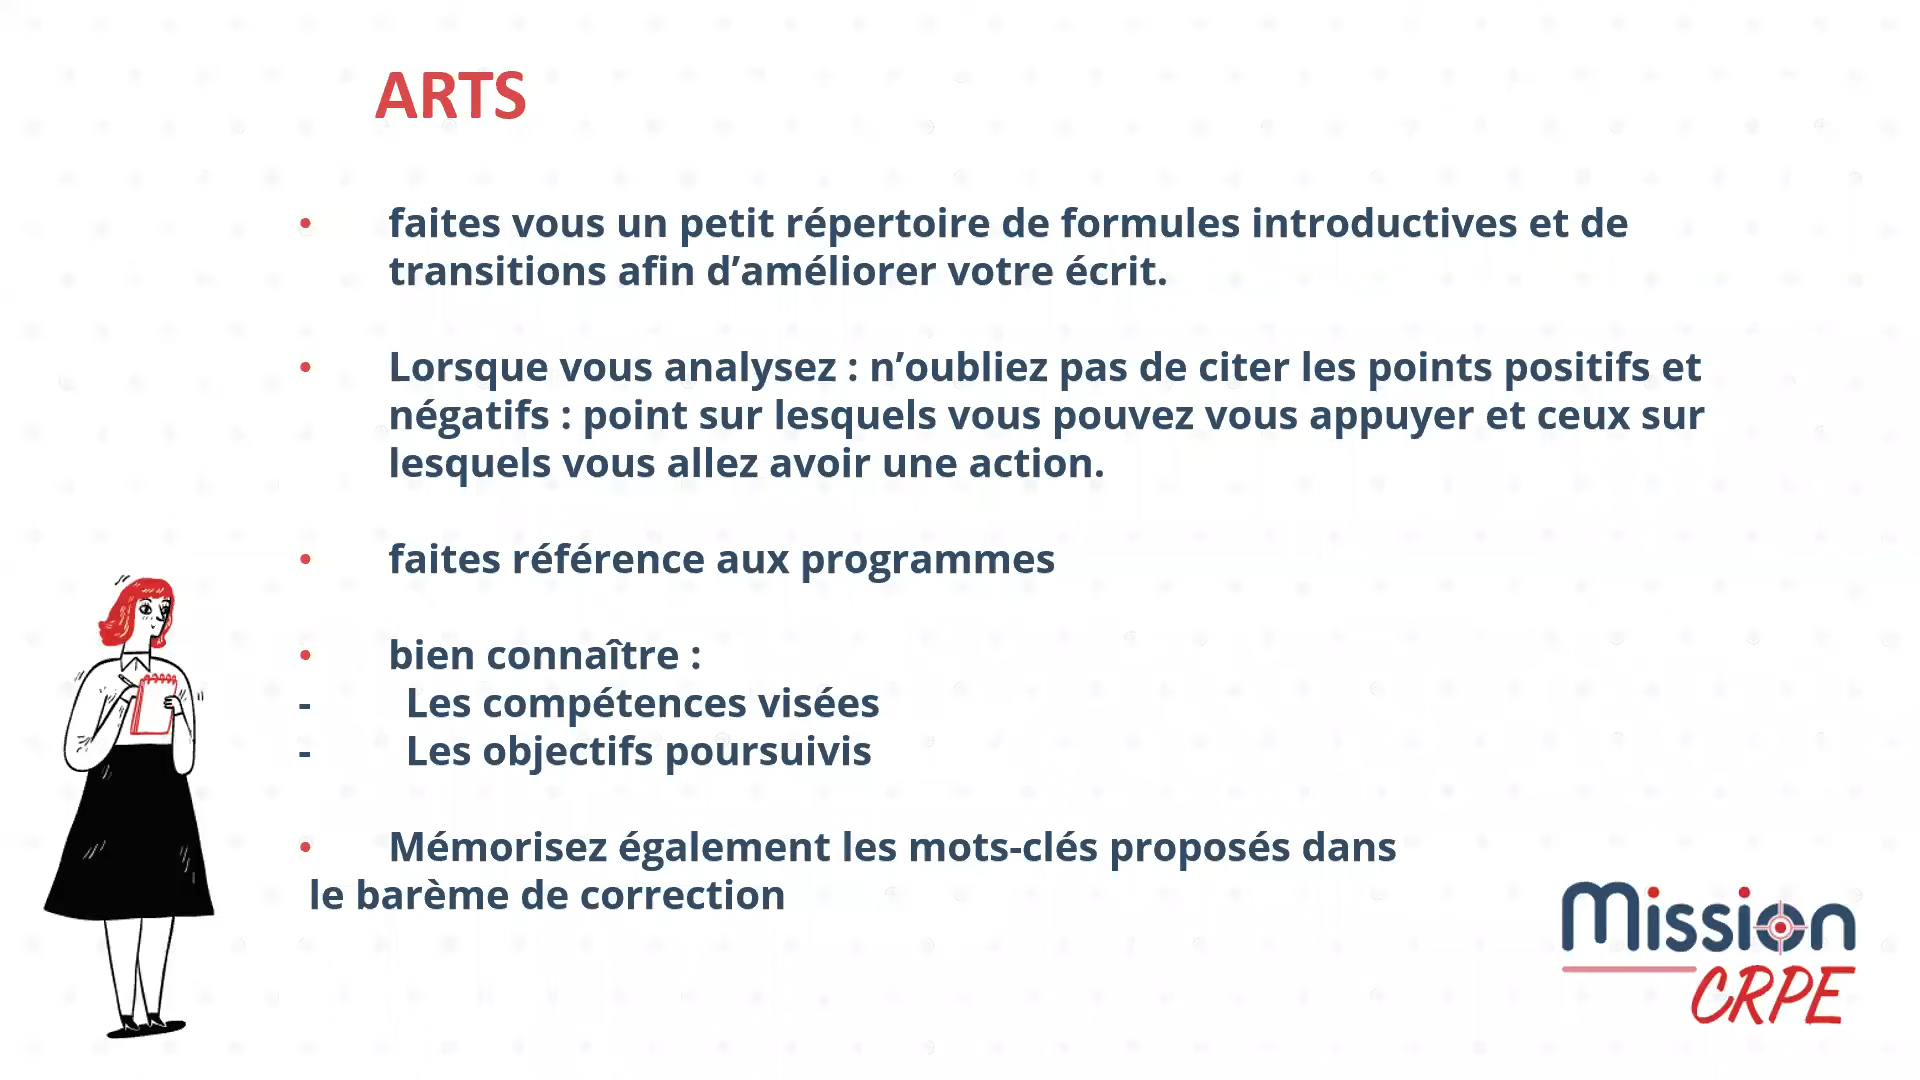 ARTS
• faites vous un petit répertoire de formules introductives et de
transitions afin d’améliorer votre écrit.
• Lorsque vous analysez : n’oubliez pas de citer les points positifs et
négatifs : point sur lesquels vous pouvez vous appuyer et ceux sur
lesquels vous allez avoir une action.
• faites référence aux programmes
• bien connaître :
- Les compétences visées
- Les objectifs poursuivis
• Mémorisez également les mots-clés proposés dans
le barème de correction
Mission
CRPE